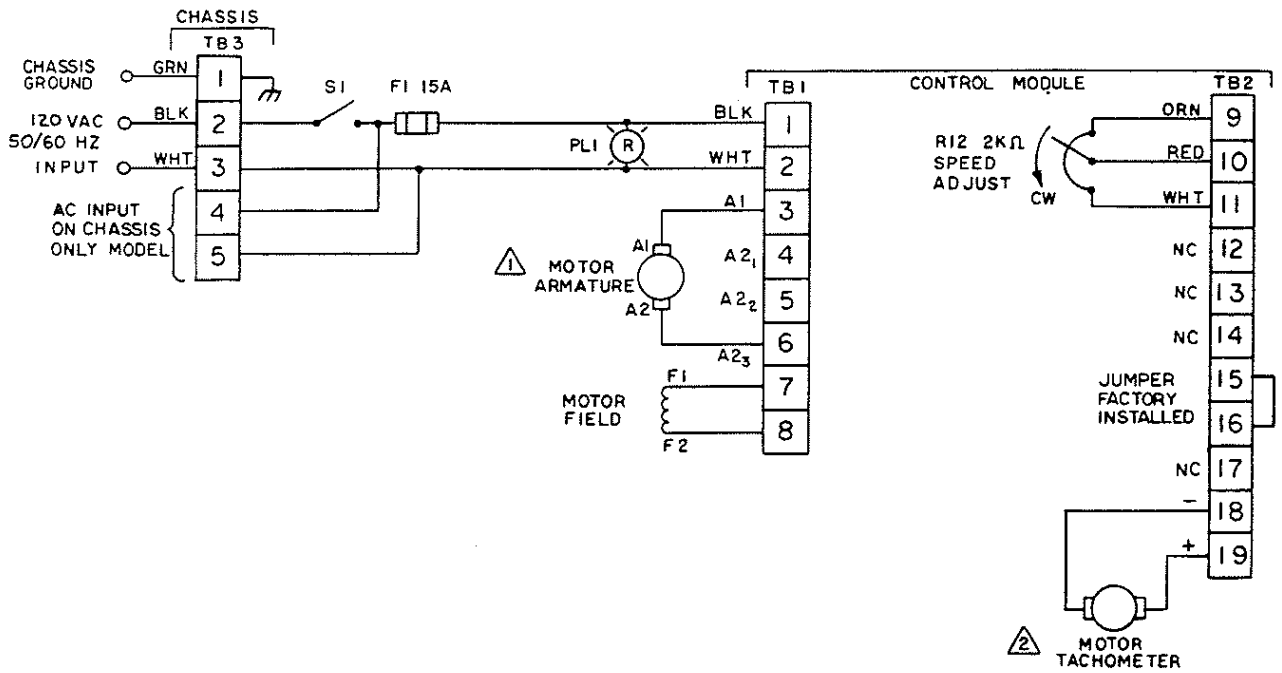 CHASSIS
TB3
CHASSIS
GROUND
GRN
1
120 VAC
50/60 HZ
INPUT
BLK
2
WHT
3
AC INPUT
ON CHASSIS
ONLY MODEL
4
5
S1
F1 15A
PL1
R
CONTROL MODULE
TB1
BLK
1
WHT
2
A1
3
A2₁
4
A2₂
5
A2₃
6
F1
7
F2
8
1
MOTOR
ARMATURE
A1
A2
MOTOR
FIELD
TB2
R12 2KΩ
SPEED
ADJUST
CW
ORN
9
RED
10
WHT
11
NC
12
NC
13
NC
14
JUMPER
FACTORY
INSTALLED
15
16
NC
17
−
18
+
19
2
MOTOR
TACHOMETER